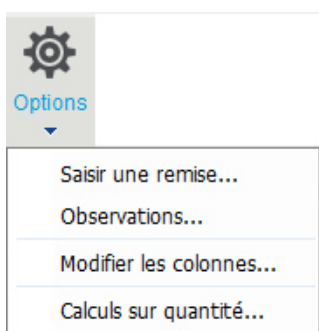 Options
Saisir une remise...
Observations...
Modifier les colonnes...
Calculs sur quantité...